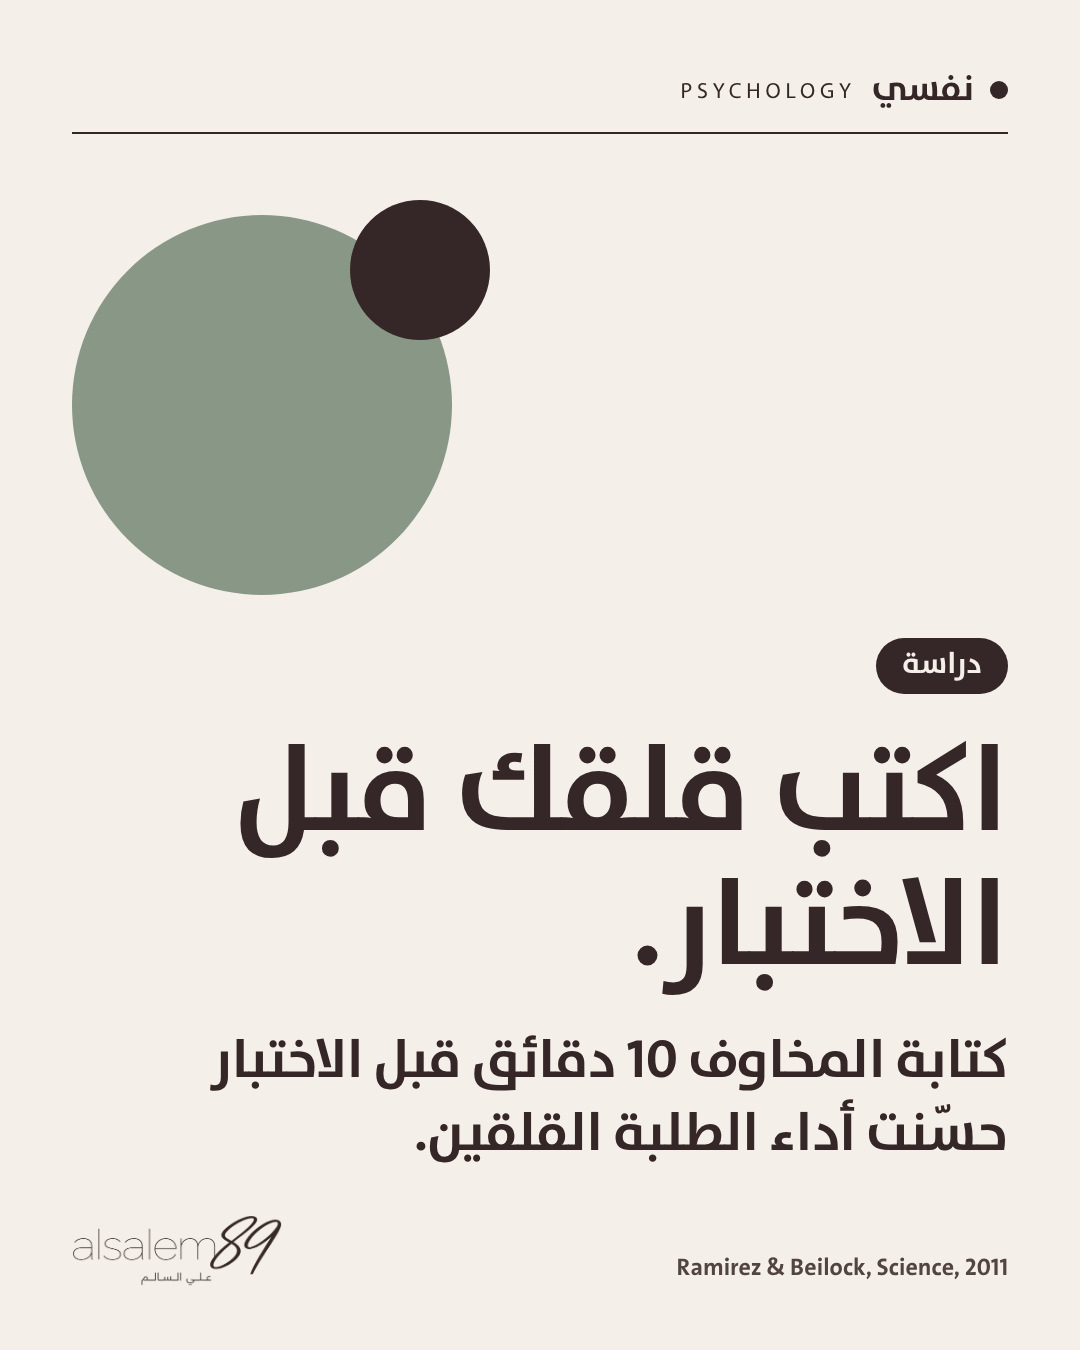 نفسي PSYCHOLOGY
دراسة
اكتب قلقك قبل
الاختبار.
كتابة المخاوف 10 دقائق قبل الاختبار
حسّنت أداء الطلبة القلقين.
Ramirez & Beilock, Science, 2011
alsalem89
علي السالم